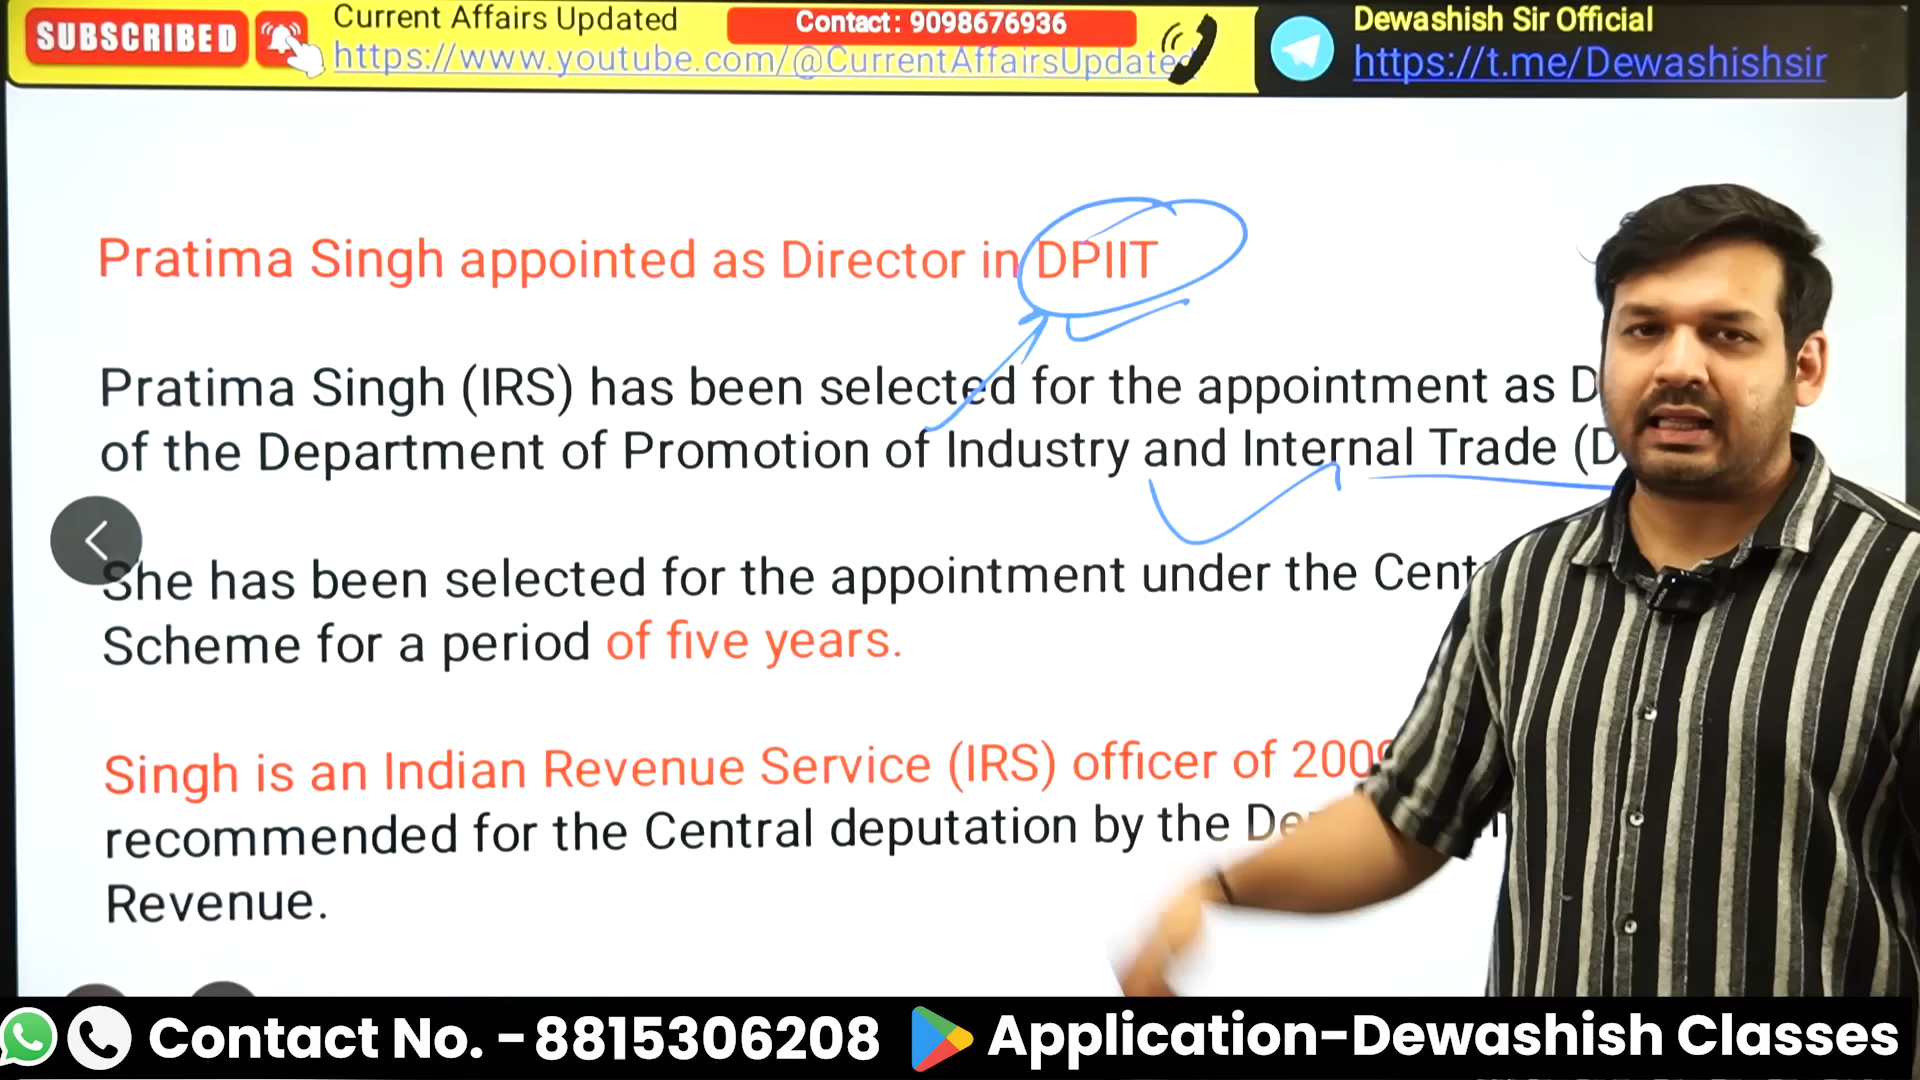 SUBSCRIBED
Current Affairs Updated
https://www.youtube.com/@CurrentAffairsUpdated
Contact: 9098676936
Dewashish Sir Official
https://t.me/Dewashishsir
Pratima Singh appointed as Director in DPIIT
Pratima Singh (IRS) has been selected for the appointment as D
of the Department of Promotion of Industry and Internal Trade (D
She has been selected for the appointment under the Cent
Scheme for a period of five years.
Singh is an Indian Revenue Service (IRS) officer of 2009
recommended for the Central deputation by the De
Revenue.
Contact No. - 8815306208
Application-Dewashish Classes